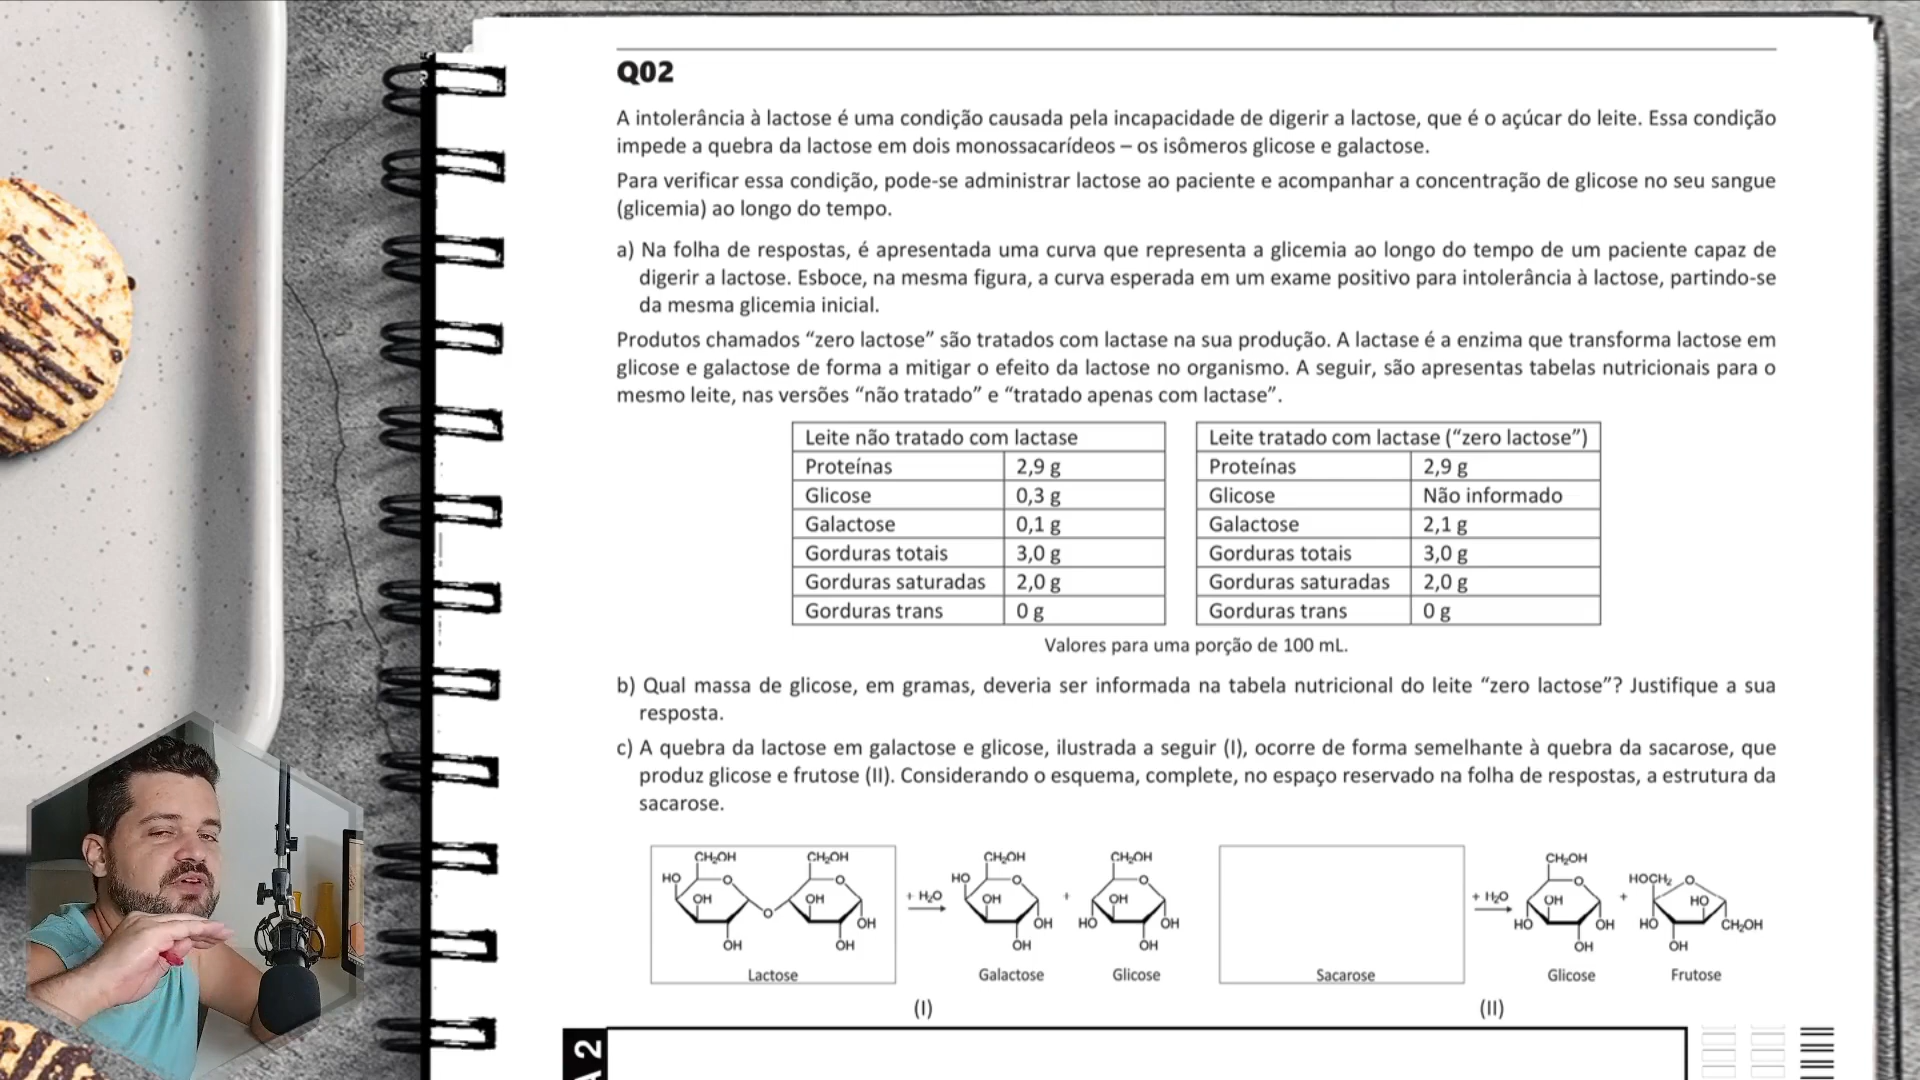 Q02
A intolerância à lactose é uma condição causada pela incapacidade de digerir a lactose, que é o açúcar do leite. Essa condição
impede a quebra da lactose em dois monossacarídeos – os isômeros glicose e galactose.
Para verificar essa condição, pode-se administrar lactose ao paciente e acompanhar a concentração de glicose no seu sangue
(glicemia) ao longo do tempo.
a) Na folha de respostas, é apresentada uma curva que representa a glicemia ao longo do tempo de um paciente capaz de
digerir a lactose. Esboce, na mesma figura, a curva esperada em um exame positivo para intolerância à lactose, partindo-se
da mesma glicemia inicial.
Produtos chamados “zero lactose” são tratados com lactase na sua produção. A lactase é a enzima que transforma lactose em
glicose e galactose de forma a mitigar o efeito da lactose no organismo. A seguir, são apresentas tabelas nutricionais para o
mesmo leite, nas versões “não tratado” e “tratado apenas com lactase”.
Leite não tratado com lactase
Proteínas 2,9 g
Glicose 0,3 g
Galactose 0,1 g
Gorduras totais 3,0 g
Gorduras saturadas 2,0 g
Gorduras trans 0 g
Leite tratado com lactase (“zero lactose”)
Proteínas 2,9 g
Glicose Não informado
Galactose 2,1 g
Gorduras totais 3,0 g
Gorduras saturadas 2,0 g
Gorduras trans 0 g
Valores para uma porção de 100 mL.
b) Qual massa de glicose, em gramas, deveria ser informada na tabela nutricional do leite “zero lactose”? Justifique a sua
resposta.
c) A quebra da lactose em galactose e glicose, ilustrada a seguir (I), ocorre de forma semelhante à quebra da sacarose, que
produz glicose e frutose (II). Considerando o esquema, complete, no espaço reservado na folha de respostas, a estrutura da
sacarose.
CH₂OH CH₂OH
HO O O
OH OH
O OH
OH OH
Lactose
+ H₂O
CH₂OH
HO O
OH
OH
OH
Galactose
+
CH₂OH
O
OH
HO OH
OH
Glicose
(I)
Sacarose
+ H₂O
CH₂OH
O
OH
HO OH
OH
Glicose
+
HOCH₂ O
HO
HO CH₂OH
OH
Frutose
(II)
A 2